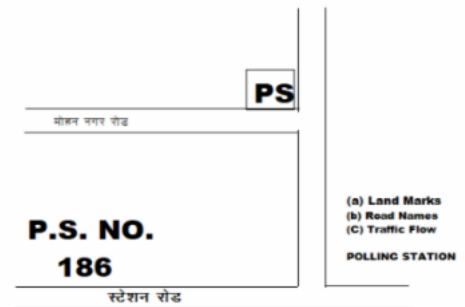 PS
मोहन नगर रोड
(a) Land Marks
(b) Road Names
(C) Traffic Flow
P.S. NO.
186
POLLING STATION
स्टेशन रोड